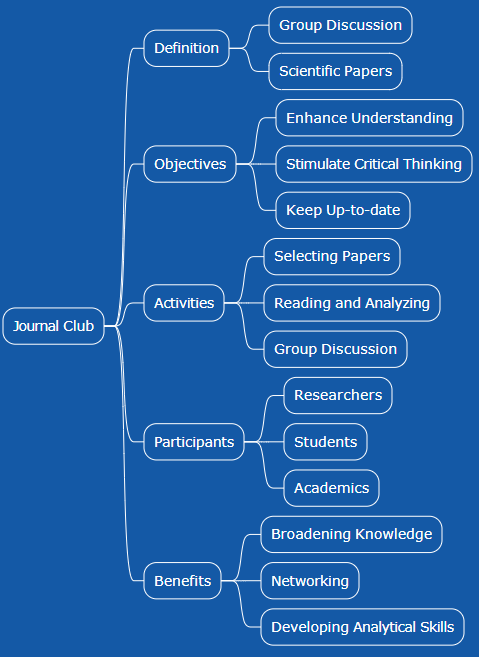 Group Discussion
Definition
Scientific Papers
Enhance Understanding
Objectives
Stimulate Critical Thinking
Keep Up-to-date
Selecting Papers
Journal Club
Activities
Reading and Analyzing
Group Discussion
Researchers
Participants
Students
Academics
Broadening Knowledge
Benefits
Networking
Developing Analytical Skills